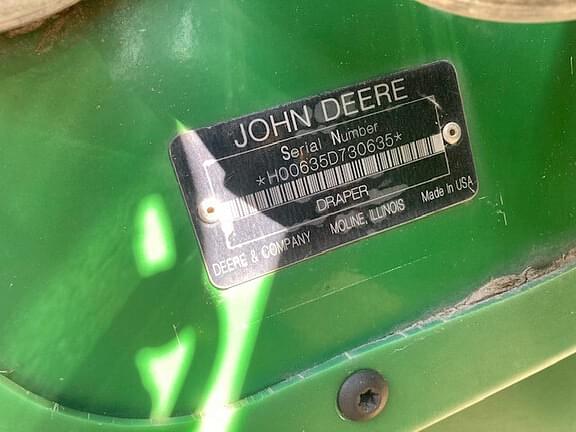 JOHN DEERE
Serial Number
*H00635D730635*
DRAPER
DEERE & COMPANY MOLINE, ILLINOIS Made In USA